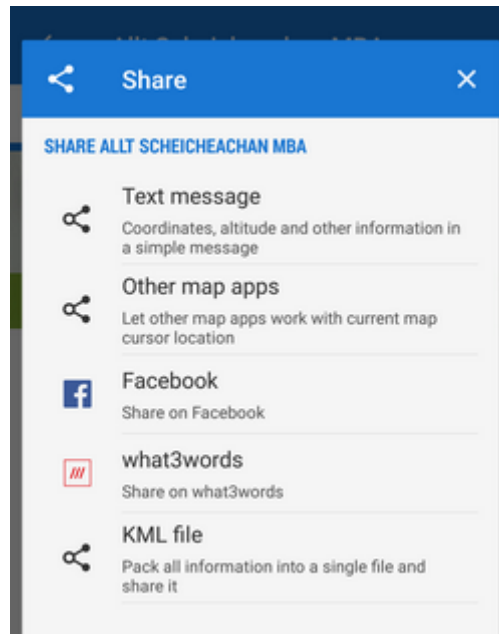 Share
SHARE ALLT SCHEICHEACHAN MBA
Text message
Coordinates, altitude and other information in
a simple message
Other map apps
Let other map apps work with current map
cursor location
Facebook
Share on Facebook
what3words
Share on what3words
KML file
Pack all information into a single file and
share it